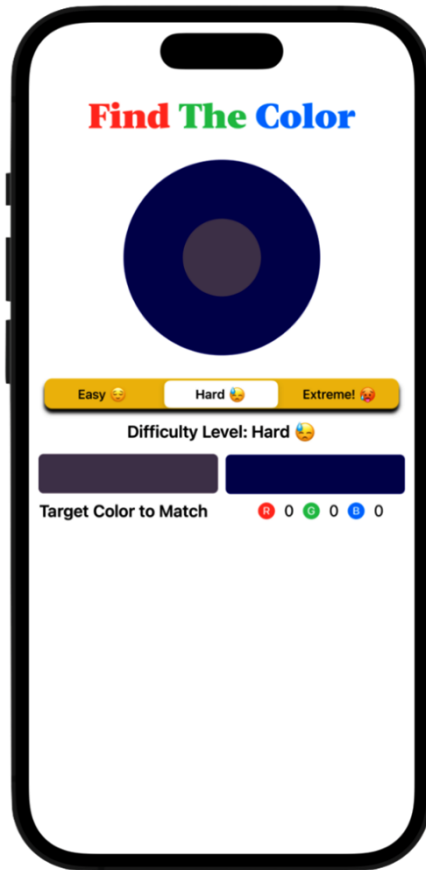 Find The Color
Easy 😌 Hard 😓 Extreme! 🥵
Difficulty Level: Hard 😓
Target Color to Match R 0 G 0 B 0